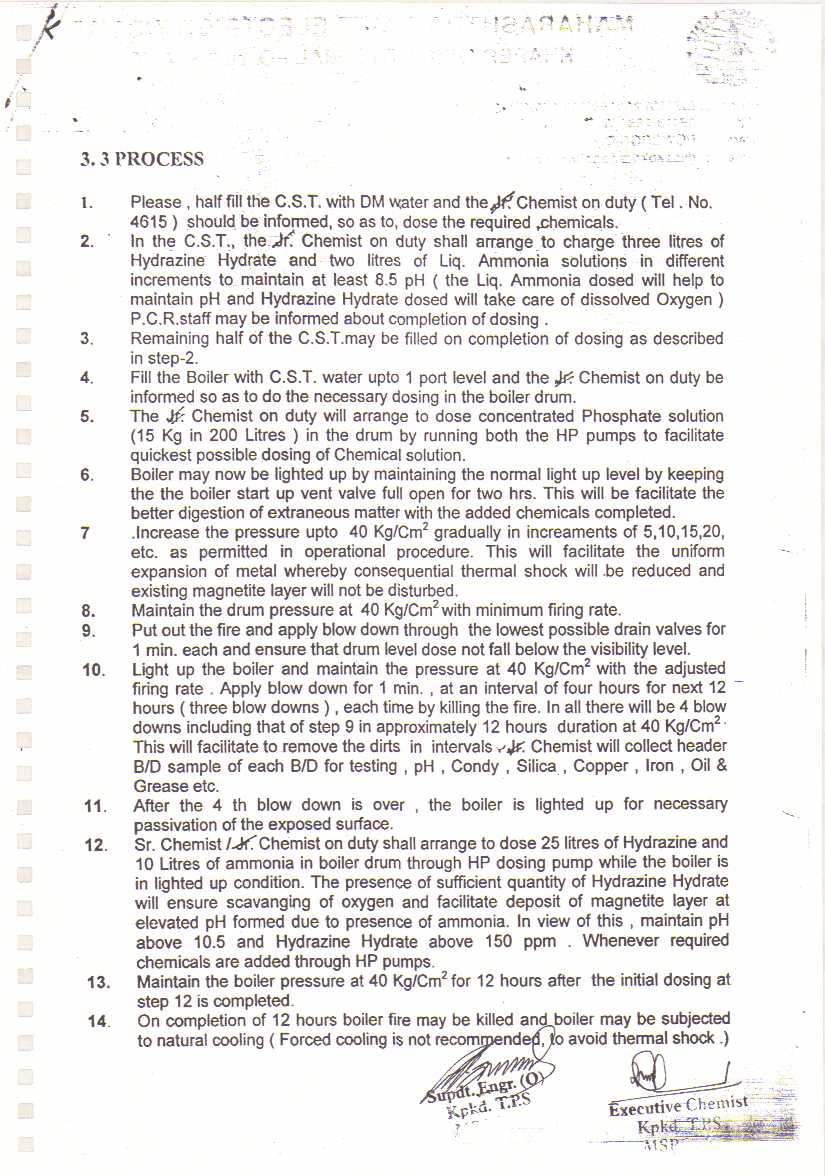 3. 3 PROCESS
1. Please , half fill the C.S.T. with DM water and the Jr. Chemist on duty ( Tel . No.
4615 ) should be informed, so as to, dose the required chemicals.
2. In the C.S.T., the Jr. Chemist on duty shall arrange to charge three litres of
Hydrazine Hydrate and two litres of Liq. Ammonia solutions in different
increments to maintain at least 8.5 pH ( the Liq. Ammonia dosed will help to
maintain pH and Hydrazine Hydrate dosed will take care of dissolved Oxygen )
P.C.R.staff may be informed about completion of dosing .
3. Remaining half of the C.S.T.may be filled on completion of dosing as described
in step-2.
4. Fill the Boiler with C.S.T. water upto 1 port level and the Jr. Chemist on duty be
informed so as to do the necessary dosing in the boiler drum.
5. The Jr. Chemist on duty will arrange to dose concentrated Phosphate solution
(15 Kg in 200 Litres ) in the drum by running both the HP pumps to facilitate
quickest possible dosing of Chemical solution.
6. Boiler may now be lighted up by maintaining the normal light up level by keeping
the the boiler start up vent valve full open for two hrs. This will be facilitate the
better digestion of extraneous matter with the added chemicals completed.
7 .Increase the pressure upto 40 Kg/Cm² gradually in increaments of 5,10,15,20,
etc. as permitted in operational procedure. This will facilitate the uniform
expansion of metal whereby consequential thermal shock will be reduced and
existing magnetite layer will not be disturbed.
8. Maintain the drum pressure at 40 Kg/Cm² with minimum firing rate.
9. Put out the fire and apply blow down through the lowest possible drain valves for
1 min. each and ensure that drum level dose not fall below the visibility level.
10. Light up the boiler and maintain the pressure at 40 Kg/Cm² with the adjusted
firing rate . Apply blow down for 1 min. , at an interval of four hours for next 12
hours ( three blow downs ) , each time by killing the fire. In all there will be 4 blow
downs including that of step 9 in approximately 12 hours duration at 40 Kg/Cm²
This will facilitate to remove the dirts in intervals . Jr. Chemist will collect header
B/D sample of each B/D for testing , pH , Condy , Silica , Copper , Iron , Oil &
Grease etc.
11. After the 4 th blow down is over , the boiler is lighted up for necessary
passivation of the exposed surface.
12. Sr. Chemist / Jr. Chemist on duty shall arrange to dose 25 litres of Hydrazine and
10 Litres of ammonia in boiler drum through HP dosing pump while the boiler is
in lighted up condition. The presence of sufficient quantity of Hydrazine Hydrate
will ensure scavanging of oxygen and facilitate deposit of magnetite layer at
elevated pH formed due to presence of ammonia. In view of this , maintain pH
above 10.5 and Hydrazine Hydrate above 150 ppm . Whenever required
chemicals are added through HP pumps.
13. Maintain the boiler pressure at 40 Kg/Cm² for 12 hours after the initial dosing at
step 12 is completed.
14. On completion of 12 hours boiler fire may be killed and boiler may be subjected
to natural cooling ( Forced cooling is not recommended, to avoid thermal shock .)
Supdt. Engr. (O)
Kpkd. T.P.S
Executive Chemist
Kpkd. T.P.S